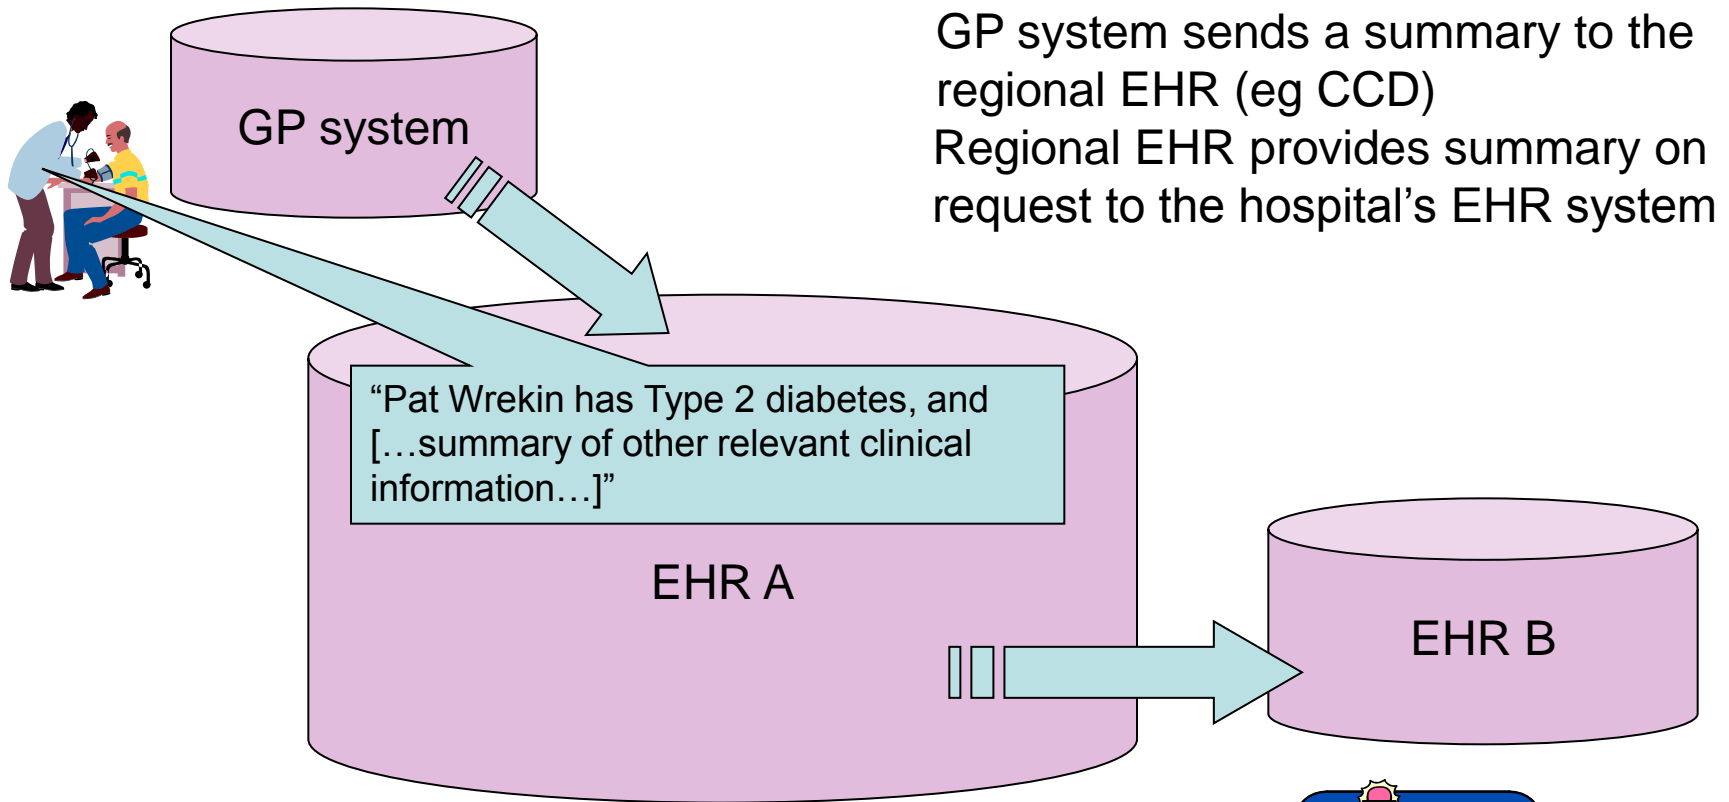 GP system sends a summary to the
regional EHR (eg CCD)
Regional EHR provides summary on
request to the hospital’s EHR system
GP system
“Pat Wrekin has Type 2 diabetes, and
[…summary of other relevant clinical
information…]”
EHR A
EHR B